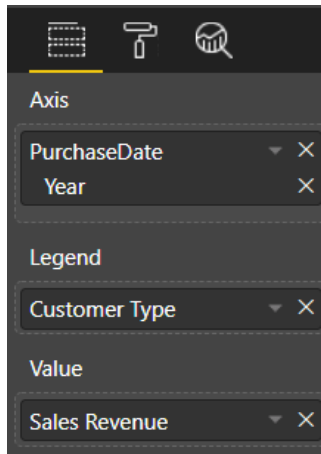 Axis
PurchaseDate
Year
Legend
Customer Type
Value
Sales Revenue